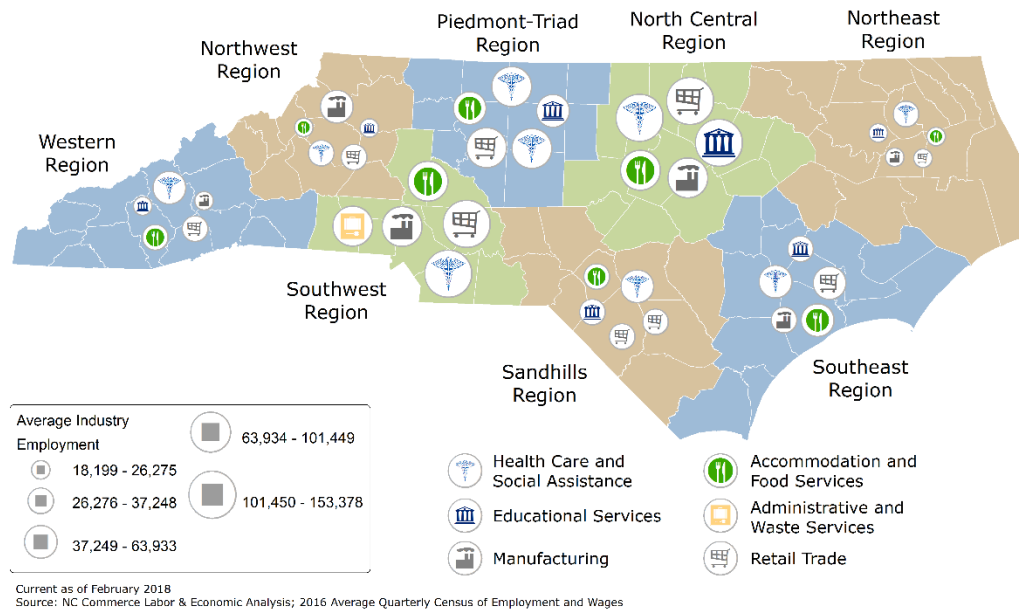 Piedmont-Triad
Region
North Central
Region
Northeast
Region
Northwest
Region
Western
Region
Southwest
Region
Sandhills
Region
Southeast
Region
Average Industry
Employment
18,199 - 26,275
26,276 - 37,248
37,249 - 63,933
63,934 - 101,449
101,450 - 153,378
Health Care and
Social Assistance
Educational Services
Manufacturing
Accommodation and
Food Services
Administrative and
Waste Services
Retail Trade
Current as of February 2018
Source: NC Commerce Labor & Economic Analysis; 2016 Average Quarterly Census of Employment and Wages